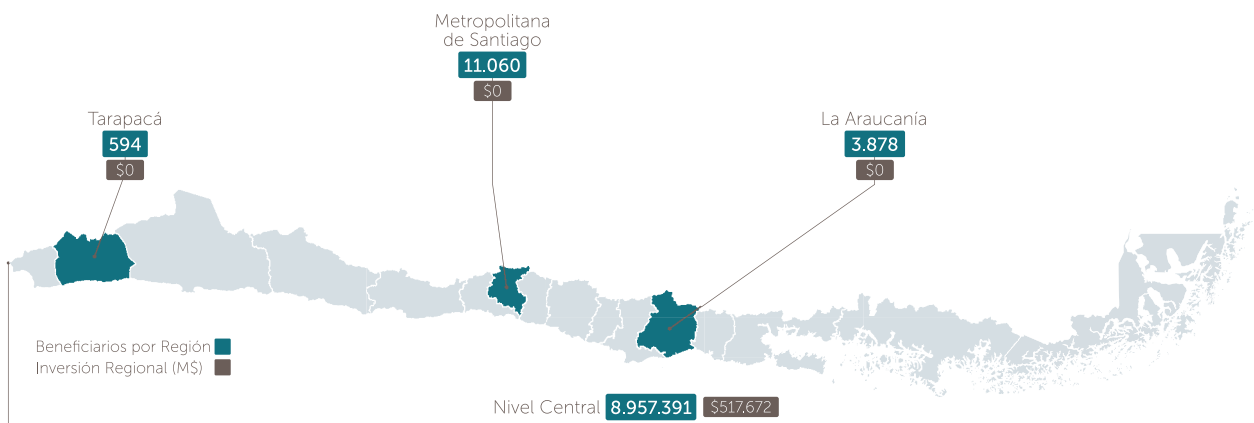 Metropolitana
de Santiago
11.060
$0
Tarapacá
594
$0
La Araucanía
3.878
$0
Beneficiarios por Región
Inversión Regional (M$)
Nivel Central 8.957.391 $517.672